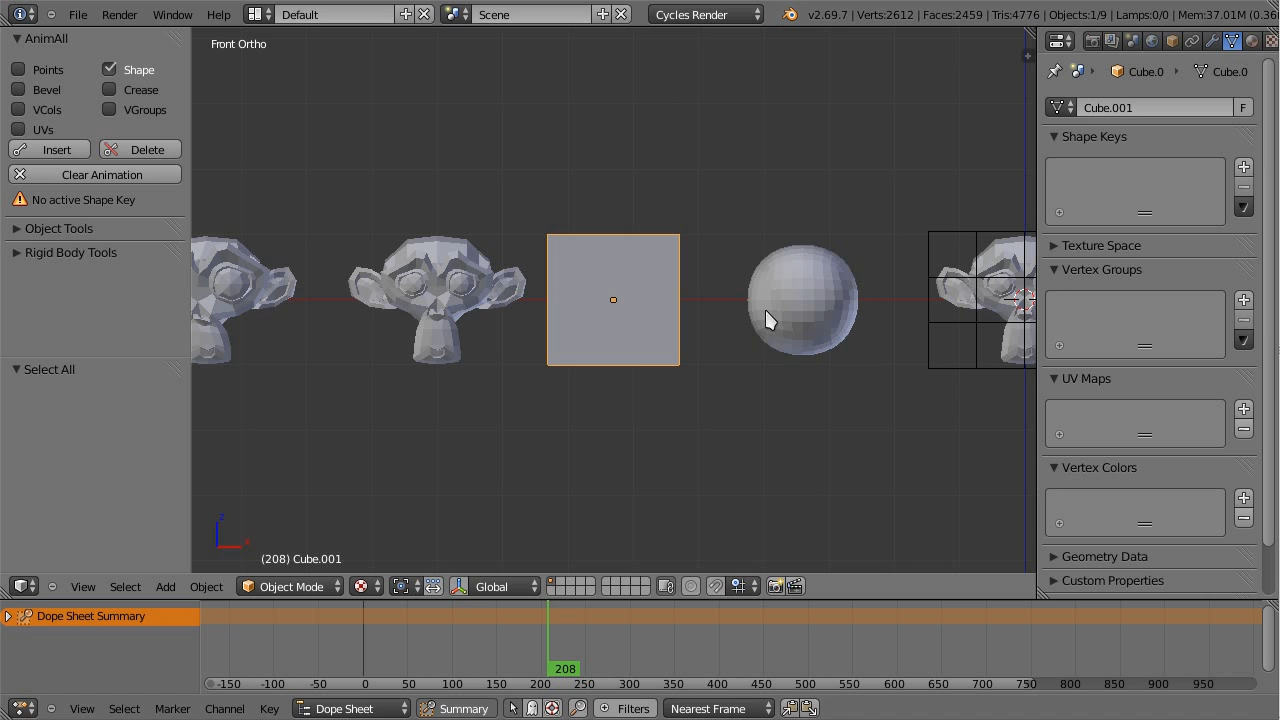 File Render Window Help Default Scene Cycles Render v2.69.7 | Verts:2612 | Faces:2459 | Tris:4776 | Objects:1/9 | Lamps:0/0 | Mem:37.01M (0.36
AnimAll
Points Shape
Bevel Crease
VCols VGroups
UVs
Insert Delete
Clear Animation
No active Shape Key
Object Tools
Rigid Body Tools
Select All
Front Ortho
z
x
(208) Cube.001
Cube.0 Cube.0
Cube.001 F
Shape Keys
Texture Space
Vertex Groups
UV Maps
Vertex Colors
Geometry Data
Custom Properties
View Select Add Object Object Mode Global
Dope Sheet Summary
208
-150 -100 -50 0 50 100 150 200 250 300 350 400 450 500 550 600 650 700 750 800 850 900 950
View Select Marker Channel Key Dope Sheet Summary Filters Nearest Frame